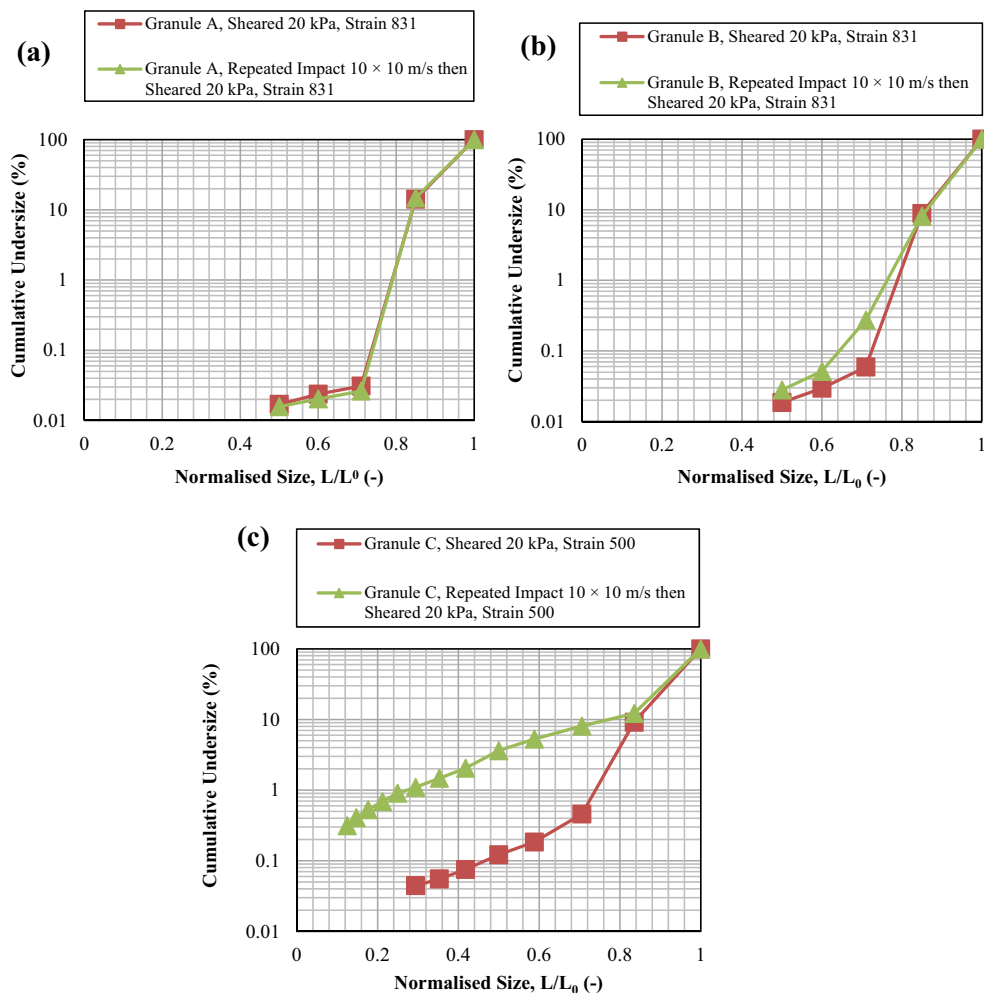 (a)
Granule A, Sheared 20 kPa, Strain 831
Granule A, Repeated Impact 10 × 10 m/s then
Sheared 20 kPa, Strain 831
Cumulative Undersize (%)
100
10
1
0.1
0.01
0 0.2 0.4 0.6 0.8 1
Normalised Size, L/L⁰ (-)
(b)
Granule B, Sheared 20 kPa, Strain 831
Granule B, Repeated Impact 10 × 10 m/s then
Sheared 20 kPa, Strain 831
Cumulative Undersize (%)
100
10
1
0.1
0.01
0 0.2 0.4 0.6 0.8 1
Normalised Size, L/L₀ (-)
(c)
Granule C, Sheared 20 kPa, Strain 500
Granule C, Repeated Impact 10 × 10 m/s then
Sheared 20 kPa, Strain 500
Cumulative Undersize (%)
100
10
1
0.1
0.01
0 0.2 0.4 0.6 0.8 1
Normalised Size, L/L₀ (-)